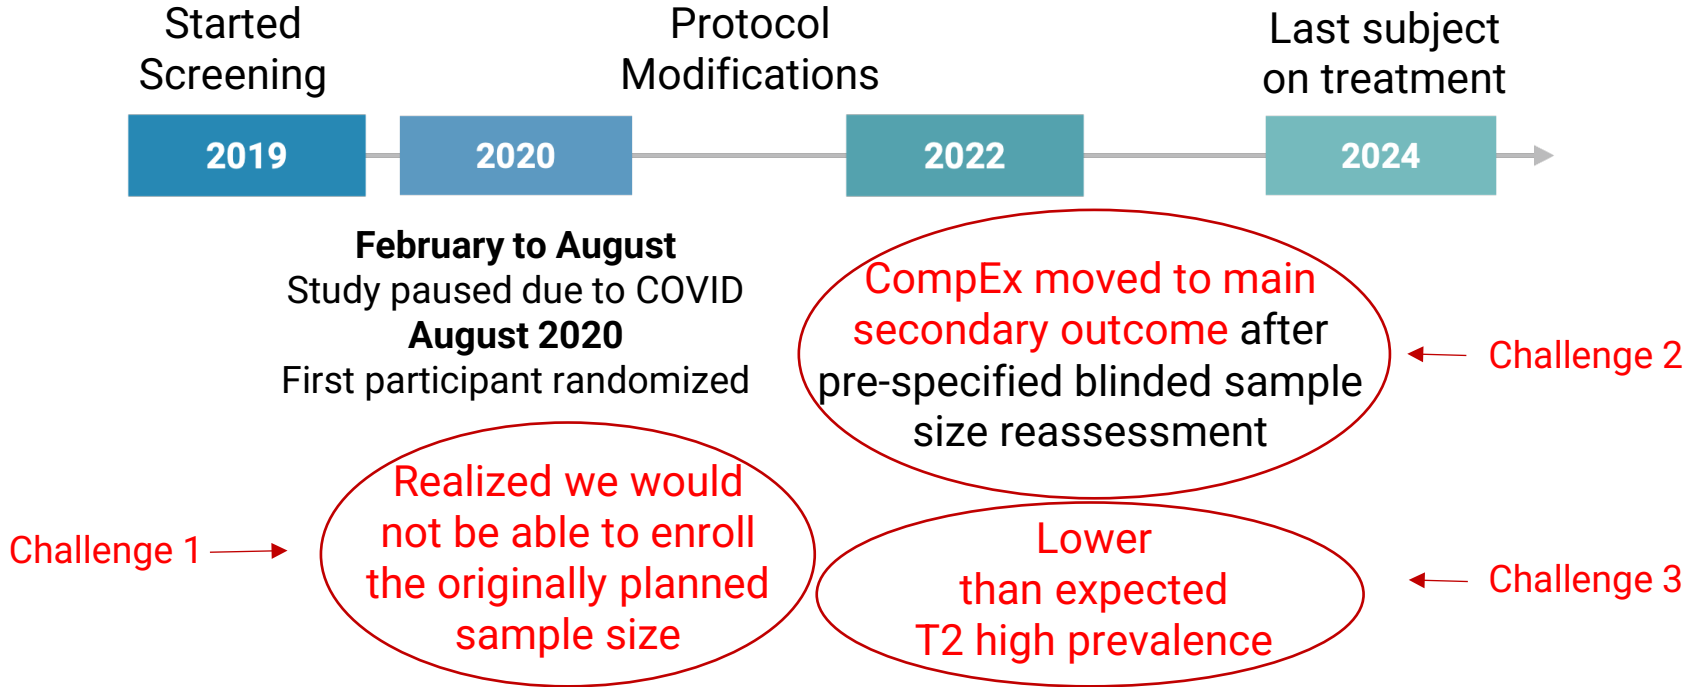 Started
Screening
Protocol
Modifications
Last subject
on treatment
2019
2020
2022
2024
February to August
Study paused due to COVID
August 2020
First participant randomized
CompEx moved to main
secondary outcome after
pre-specified blinded sample
size reassessment
Challenge 2
Challenge 1
Realized we would
not be able to enroll
the originally planned
sample size
Lower
than expected
T2 high prevalence
Challenge 3